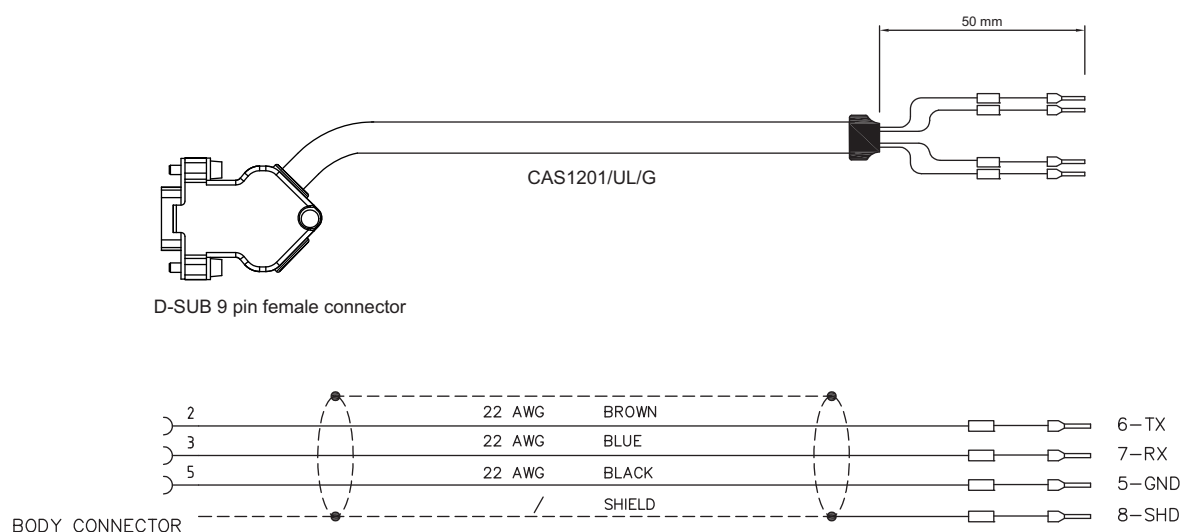 50 mm
CAS1201/UL/G
D-SUB 9 pin female connector
2 22 AWG BROWN 6-TX
3 22 AWG BLUE 7-RX
5 22 AWG BLACK 5-GND
BODY CONNECTOR / SHIELD 8-SHD